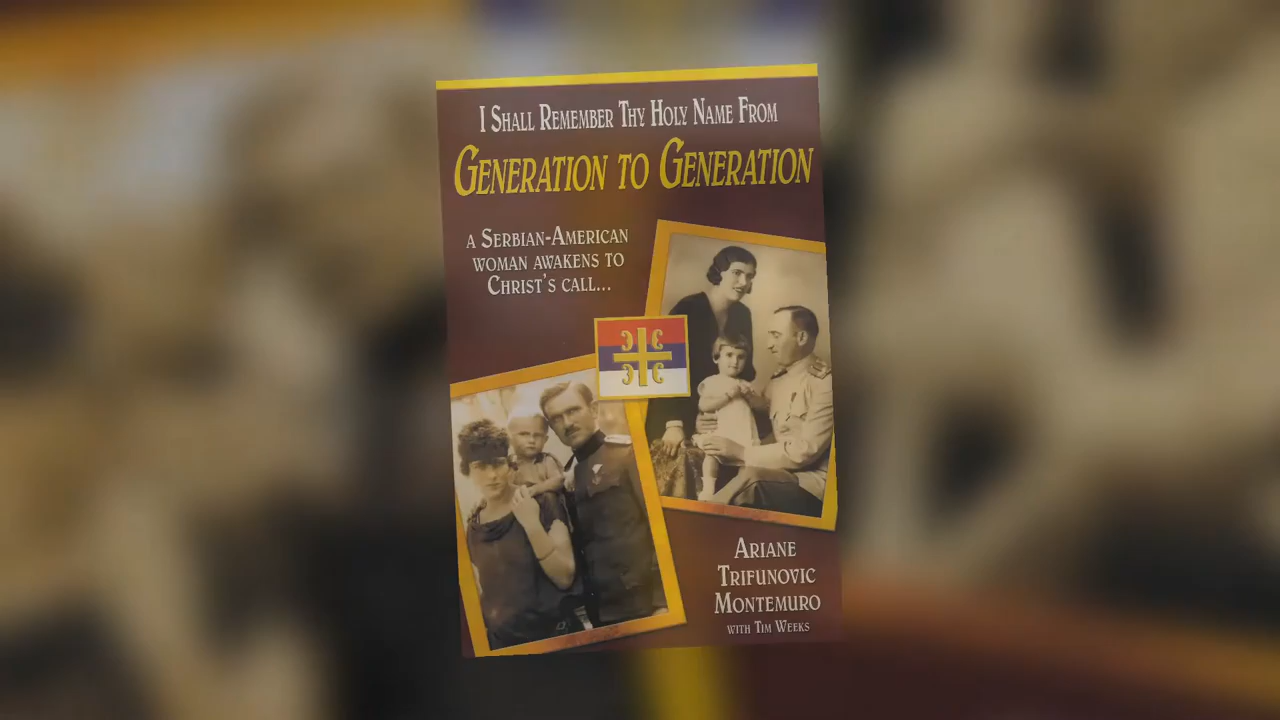 I Shall Remember Thy Holy Name From
Generation to Generation
a Serbian-American
woman awakens to
Christ's call...
Ariane
Trifunovic
Montemuro
with Tim Weeks